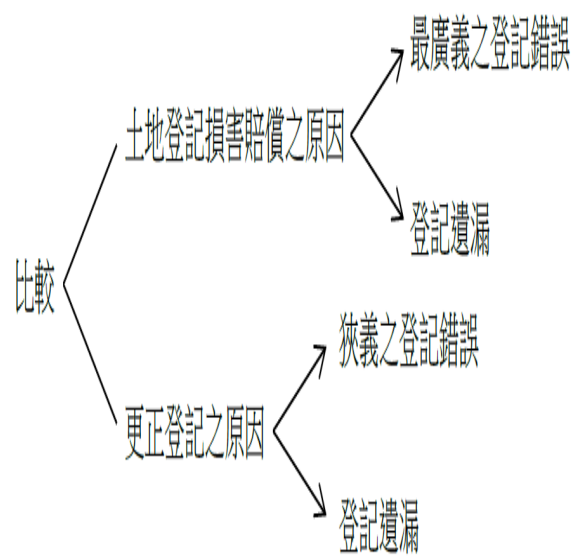 最廣義之登記錯誤
土地登記損害賠償之原因
登記遺漏
比較
狹義之登記錯誤
更正登記之原因
登記遺漏